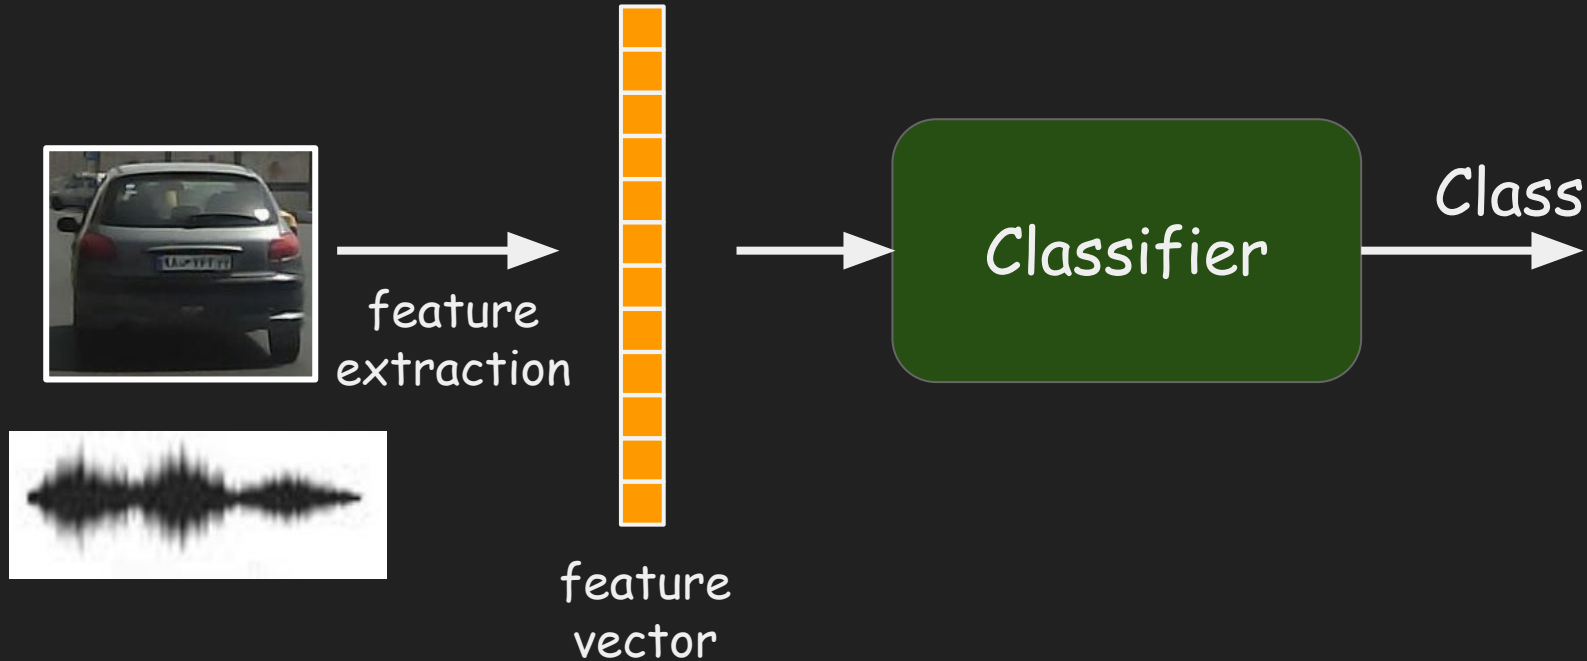 feature
extraction
feature
vector
Classifier
Class